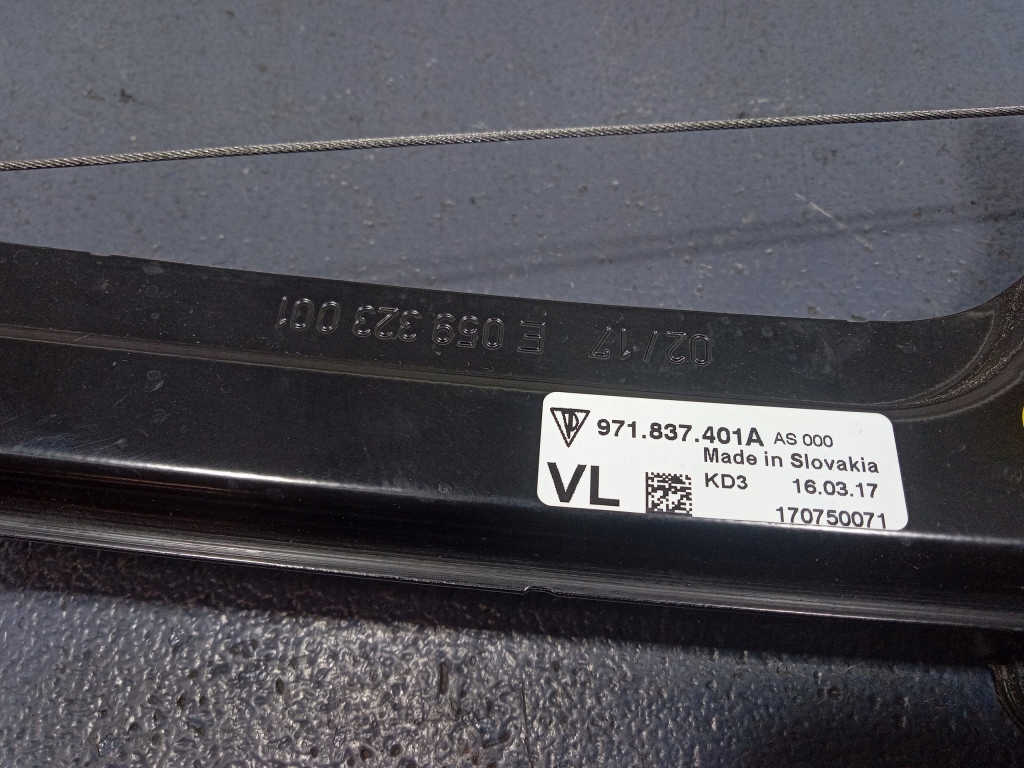 02/17 E 059 323 001
971.837.401A AS 000
Made in Slovakia
VL KD3 16.03.17
170750071